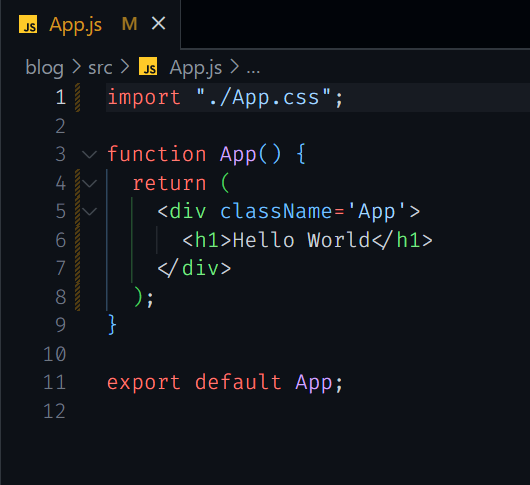 JS App.js M ×
blog > src > JS App.js > ...
1 import "./App.css";
2
3 function App() {
4 return (
5 <div className='App'>
6 <h1>Hello World</h1>
7 </div>
8 );
9 }
10
11 export default App;
12